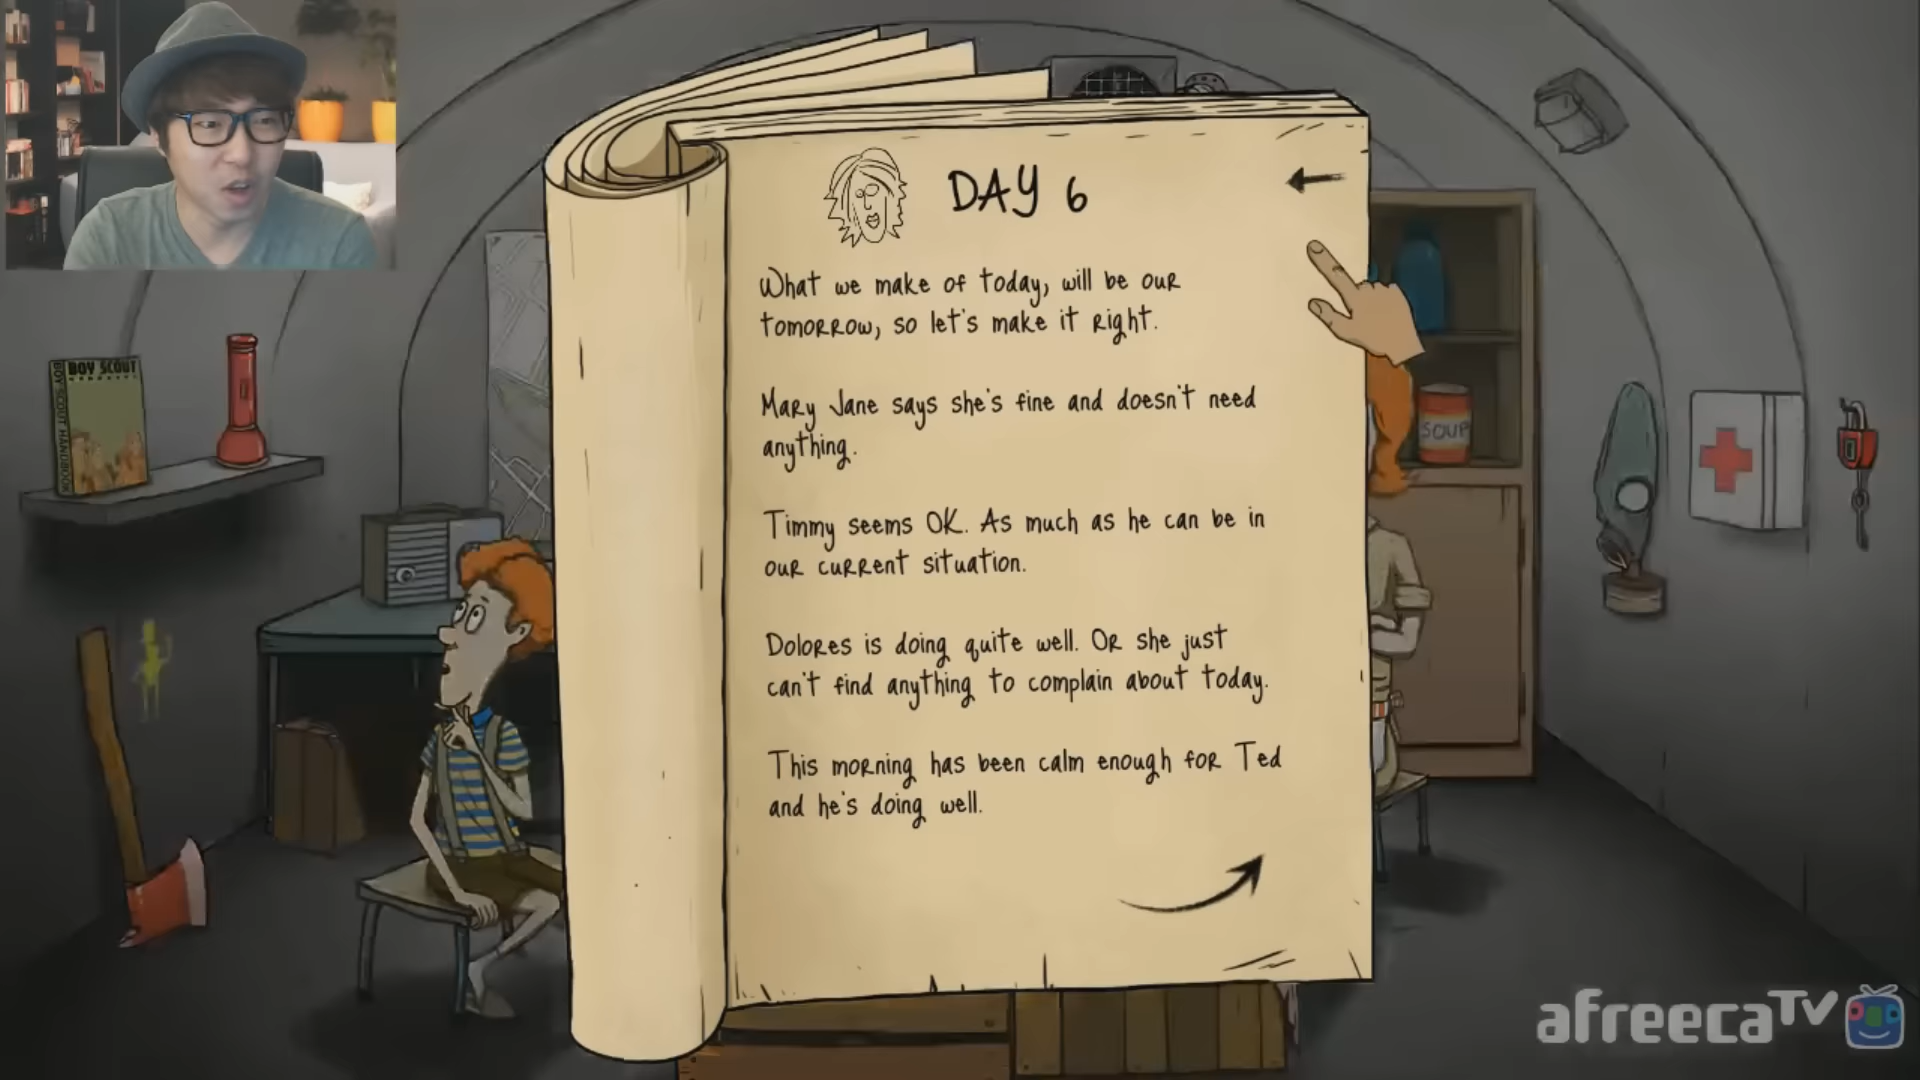 DAY 6
What we make of today, will be our
tomorrow, so let's make it right.
Mary Jane says she's fine and doesn't need
anything.
Timmy seems OK. As much as he can be in
our current situation.
Dolores is doing quite well. Or she just
can't find anything to complain about today.
This morning has been calm enough for Ted
and he's doing well.
BOY SCOUT
BOY SCOUT HANDBOOK
SOUP
afreecaTV